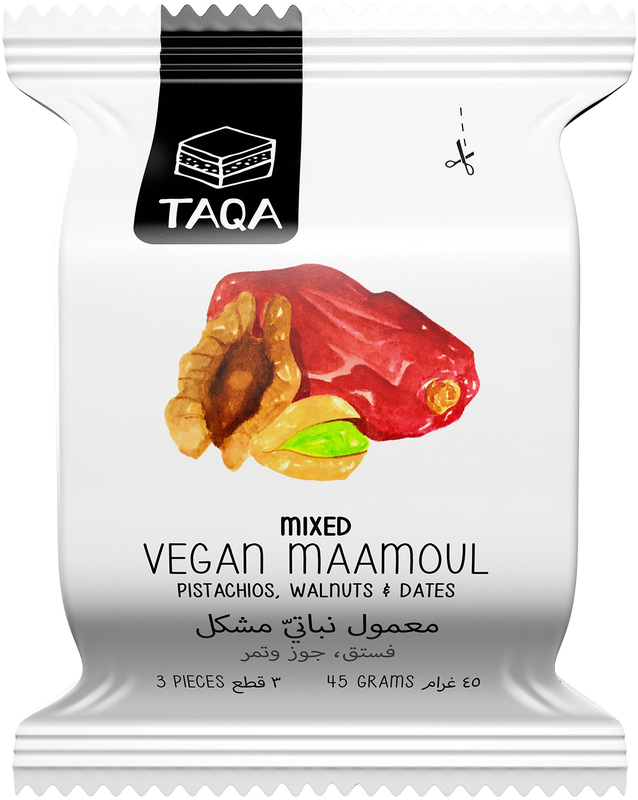 TAQA
MIXED
VEGAN MAAMOUL
PISTACHIOS, WALNUTS & DATES
معمول نباتيّ مشكل
فستق، جوز وتمر
3 PIECES ٣ قطع 45 GRAMS ٤٥ غرام